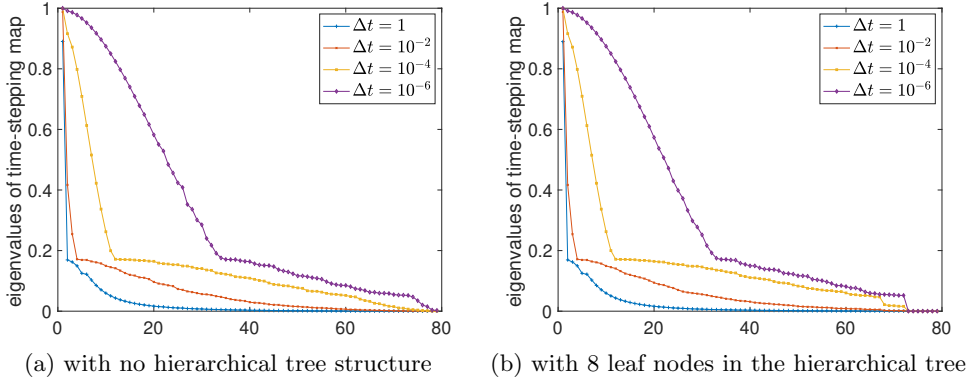 eigenvalues of time-stepping map
1
0.8
0.6
0.4
0.2
0
0 20 40 60 80
Δt = 1
Δt = 10⁻²
Δt = 10⁻⁴
Δt = 10⁻⁶
(a) with no hierarchical tree structure
eigenvalues of time-stepping map
1
0.8
0.6
0.4
0.2
0
0 20 40 60 80
Δt = 1
Δt = 10⁻²
Δt = 10⁻⁴
Δt = 10⁻⁶
(b) with 8 leaf nodes in the hierarchical tree